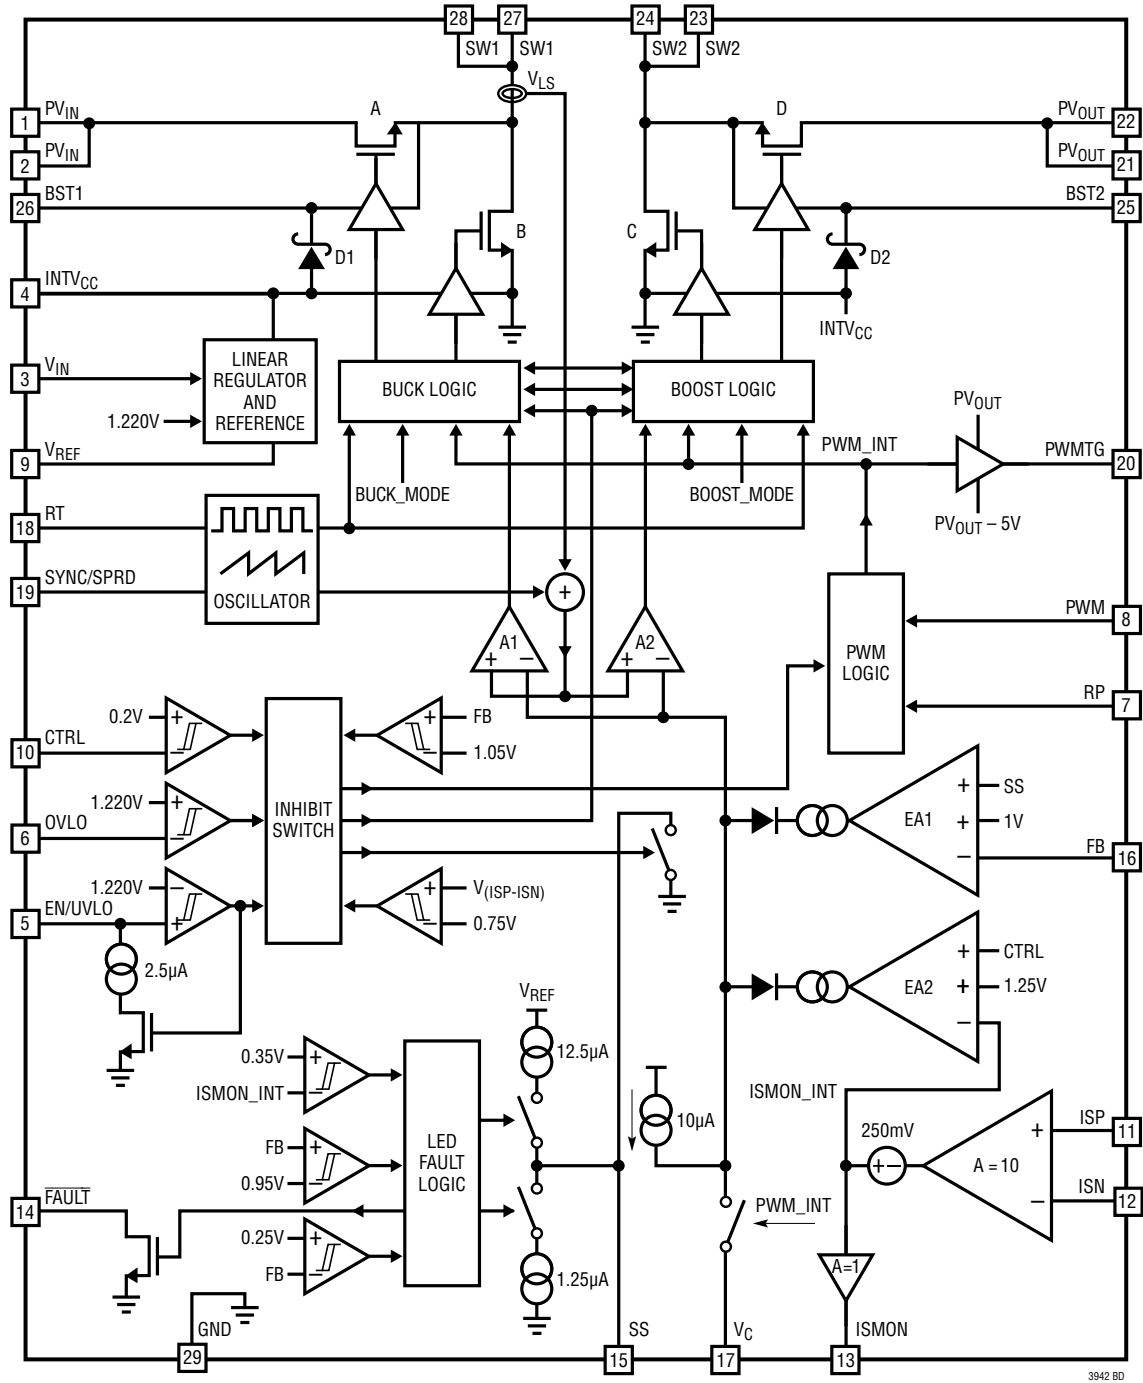 28 27 24 23
SW1 SW1 SW2 SW2
VLS
1 PVIN A D PVOUT 22
2 PVIN PVOUT 21
26 BST1 BST2 25
B C
D1 D2
4 INTVCC
INTVCC
3 VIN
LINEAR
REGULATOR
AND
REFERENCE
1.220V
BUCK LOGIC BOOST LOGIC
PVOUT
9 VREF PWM_INT PWMTG 20
BUCK_MODE BOOST_MODE
PVOUT – 5V
18 RT
19 SYNC/SPRD
OSCILLATOR
+
PWM 8
A1 A2
+ – + –
PWM
LOGIC
RP 7
0.2V + + FB
10 CTRL – – 1.05V
1.220V +
6 OVLO –
INHIBIT
SWITCH
+ SS
EA1 + 1V
– FB 16
1.220V – + V(ISP-ISN)
5 EN/UVLO + – 0.75V
2.5µA
+ CTRL
EA2 + 1.25V
–
VREF
12.5µA
0.35V +
ISMON_INT –
10µA
ISMON_INT
FB +
0.95V –
LED
FAULT
LOGIC
250mV
+–
+ ISP 11
A = 10
– ISN 12
14 FAULT
PWM_INT
0.25V +
FB –
1.25µA
A=1
GND
29
SS VC ISMON
15 17 13
3942 BD